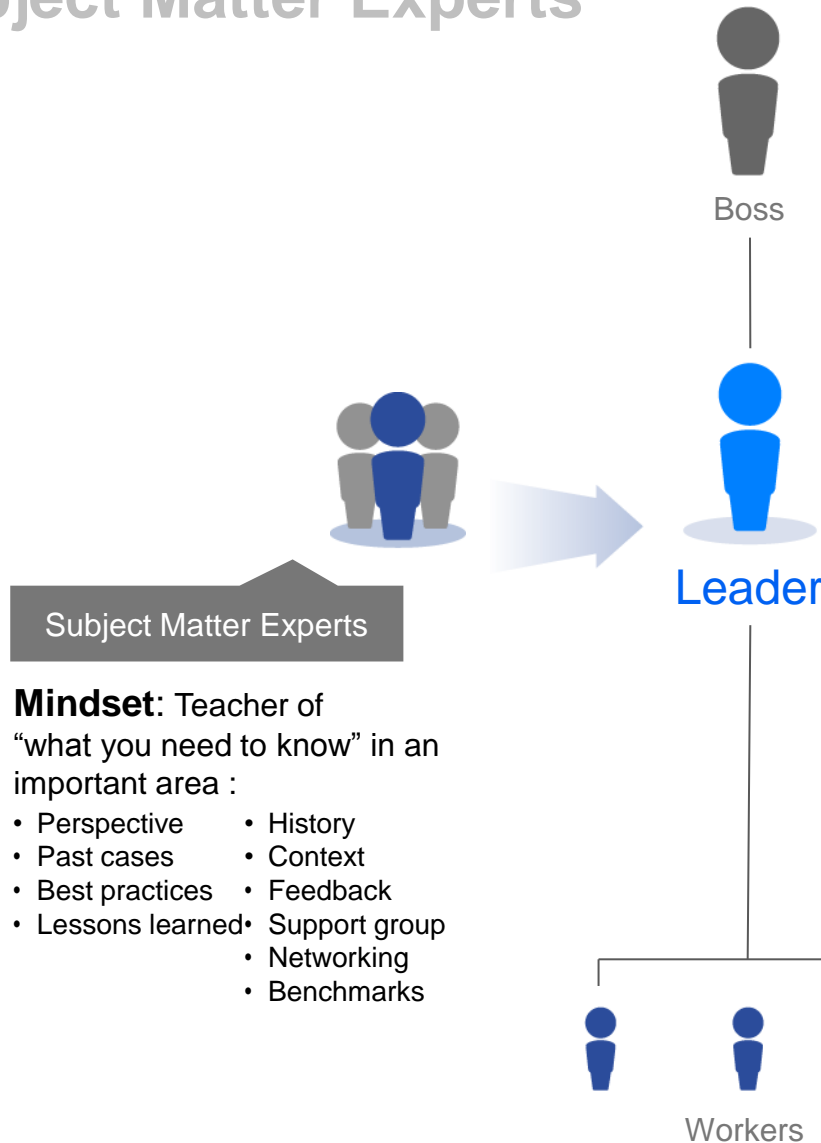 ject Matter Experts
Boss
Leader
Subject Matter Experts
Mindset: Teacher of
“what you need to know” in an
important area :
• Perspective
• Past cases
• Best practices
• Lessons learned
• History
• Context
• Feedback
• Support group
• Networking
• Benchmarks
Workers